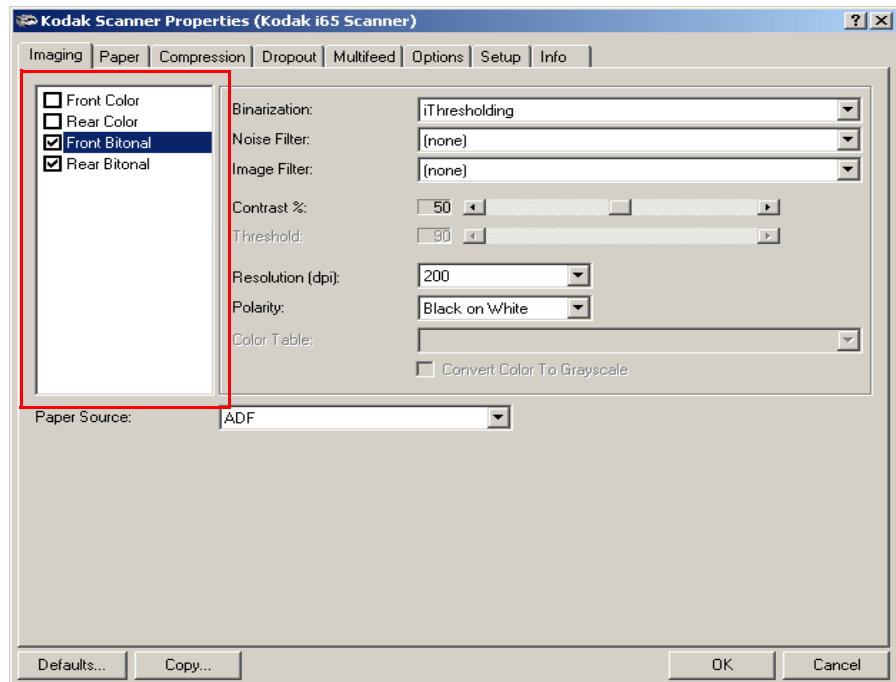 Kodak Scanner Properties (Kodak i65 Scanner)
Imaging Paper Compression Dropout Multifeed Options Setup Info
Front Color
Rear Color
Front Bitonal
Rear Bitonal
Binarization: iThresholding
Noise Filter: (none)
Image Filter: (none)
Contrast %: 50
Threshold: 90
Resolution (dpi): 200
Polarity: Black on White
Color Table:
Convert Color To Grayscale
Paper Source: ADF
Defaults... Copy... OK Cancel